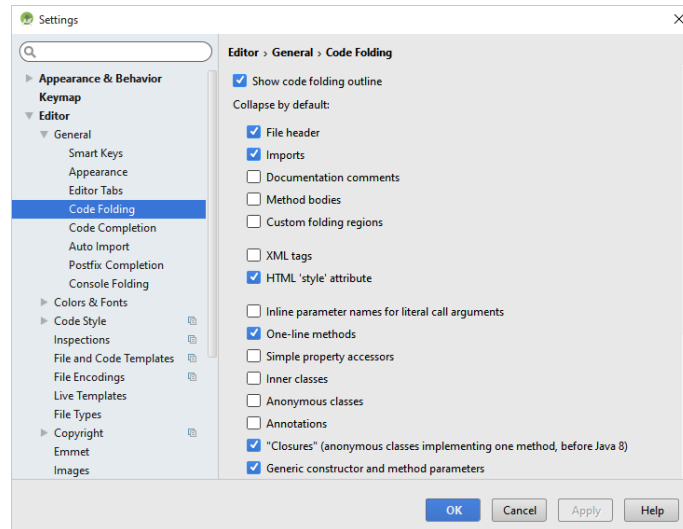 Settings
Editor › General › Code Folding
Appearance & Behavior
Keymap
Editor
General
Smart Keys
Appearance
Editor Tabs
Code Folding
Code Completion
Auto Import
Postfix Completion
Console Folding
Colors & Fonts
Code Style
Inspections
File and Code Templates
File Encodings
Live Templates
File Types
Copyright
Emmet
Images
Show code folding outline
Collapse by default:
File header
Imports
Documentation comments
Method bodies
Custom folding regions
XML tags
HTML 'style' attribute
Inline parameter names for literal call arguments
One-line methods
Simple property accessors
Inner classes
Anonymous classes
Annotations
"Closures" (anonymous classes implementing one method, before Java 8)
Generic constructor and method parameters
OK
Cancel
Apply
Help